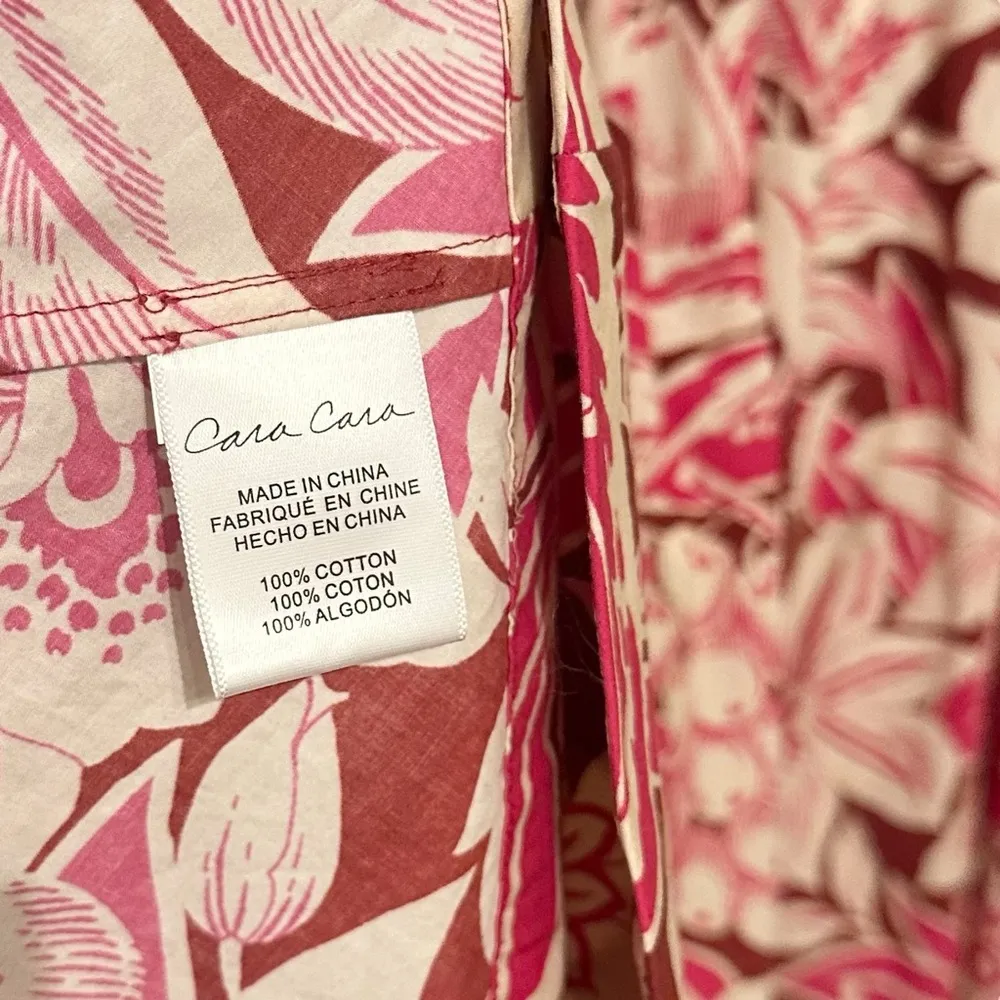 Cara Cara
MADE IN CHINA
FABRIQUÉ EN CHINE
HECHO EN CHINA
100% COTTON
100% COTON
100% ALGODÓN